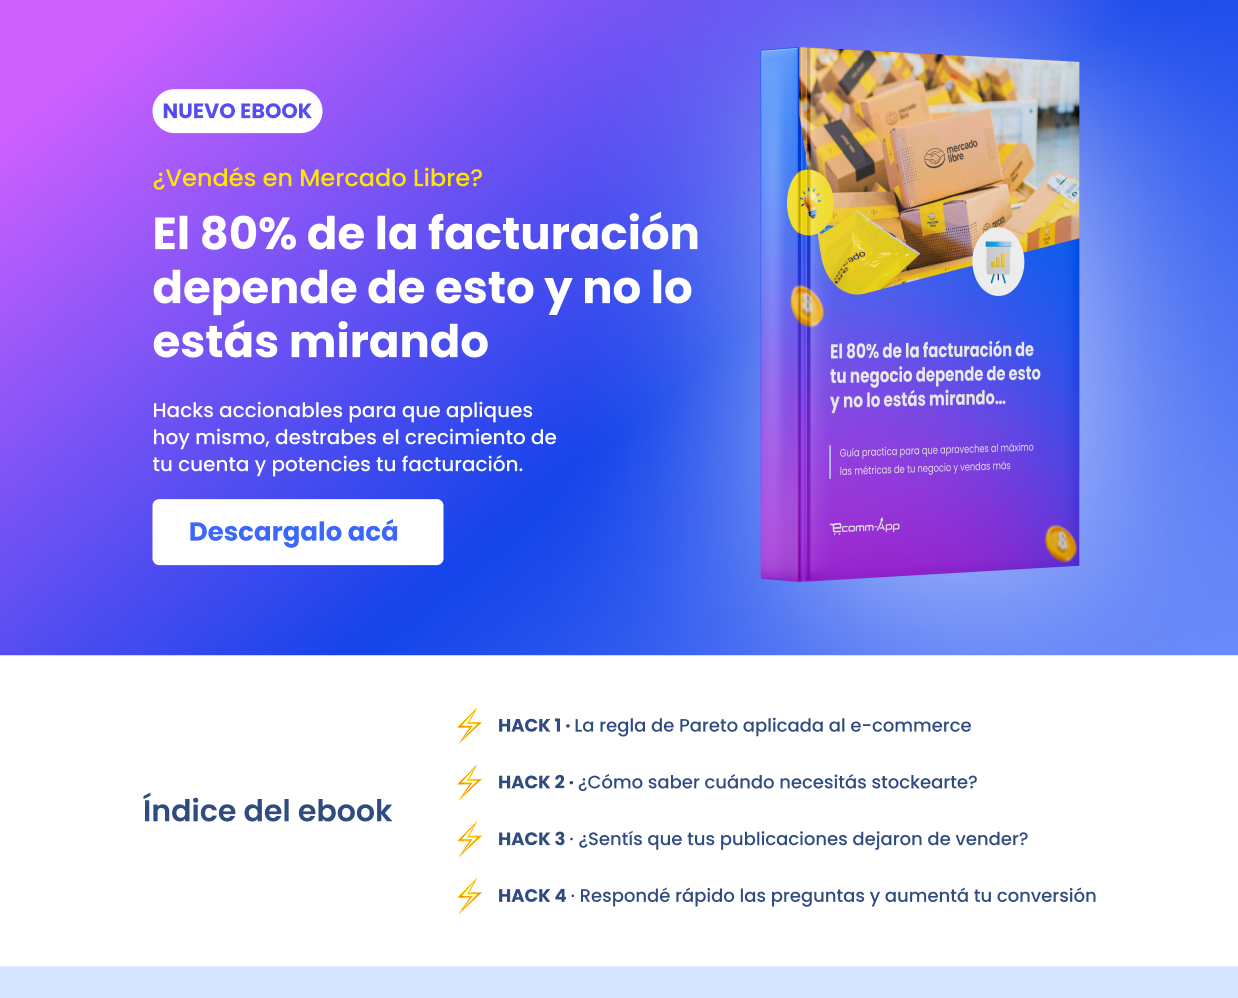 NUEVO EBOOK
¿Vendés en Mercado Libre?
El 80% de la facturación
depende de esto y no lo
estás mirando
Hacks accionables para que apliques
hoy mismo, destrabes el crecimiento de
tu cuenta y potencies tu facturación.
Descargalo acá
mercado
libre
El 80% de la facturación de
tu negocio depende de esto
y no lo estás mirando...
Guía practica para que aproveches al máximo
las métricas de tu negocio y vendas más
Ecomm-App
Índice del ebook
HACK 1 · La regla de Pareto aplicada al e-commerce
HACK 2 · ¿Cómo saber cuándo necesitás stockearte?
HACK 3 · ¿Sentís que tus publicaciones dejaron de vender?
HACK 4 · Respondé rápido las preguntas y aumentá tu conversión